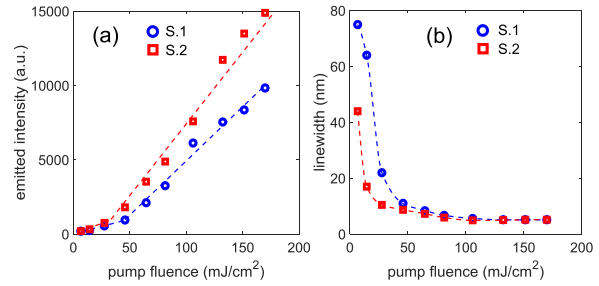 (a)
S.1
S.2
15000
10000
5000
0
0
50
100
150
200
emitted intensity (a.u.)
pump fluence (mJ/cm²)
(b)
S.1
S.2
80
60
40
20
0
0
50
100
150
200
linewidth (nm)
pump fluence (mJ/cm²)